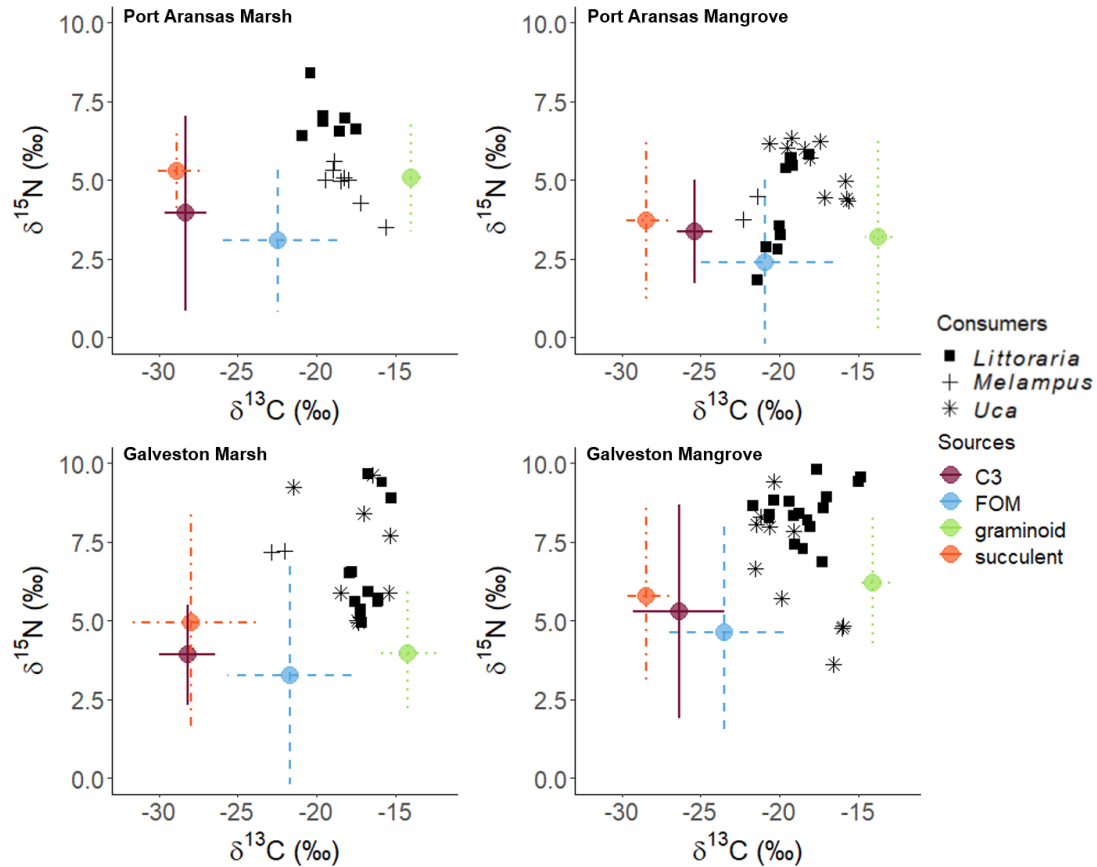 Port Aransas Marsh
10.0
7.5
5.0
2.5
0.0
δ15N (‰)
-30 -25 -20 -15
δ13C (‰)
Port Aransas Mangrove
10.0
7.5
5.0
2.5
0.0
δ15N (‰)
-30 -25 -20 -15
δ13C (‰)
Galveston Marsh
10.0
7.5
5.0
2.5
0.0
δ15N (‰)
-30 -25 -20 -15
δ13C (‰)
Galveston Mangrove
10.0
7.5
5.0
2.5
0.0
δ15N (‰)
-30 -25 -20 -15
δ13C (‰)
Consumers
Littoraria
Melampus
Uca
Sources
C3
FOM
graminoid
succulent